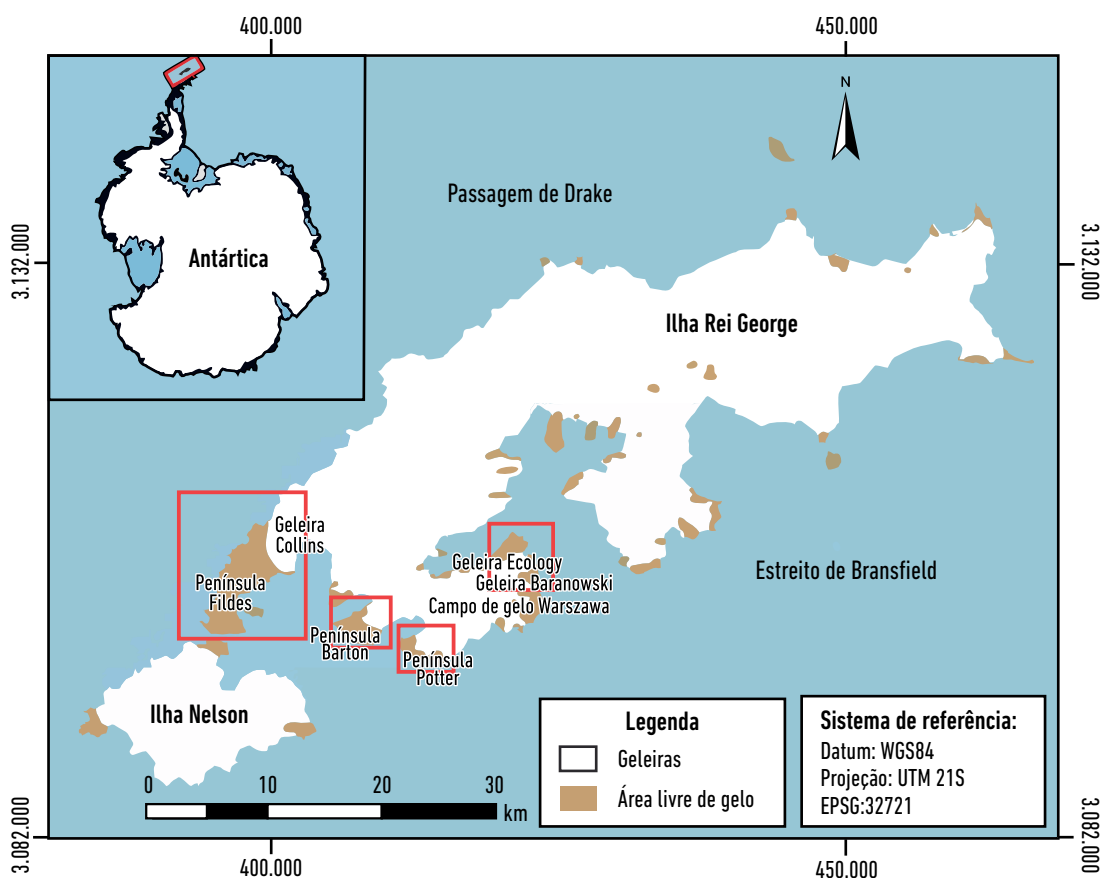 400.000
450.000
N
Passagem de Drake
3.132.000
Antártica
3.132.000
Ilha Rei George
Geleira
Collins
Península
Fildes
Geleira Ecology
Geleira Baranowski
Campo de gelo Warszawa
Estreito de Bransfield
Península
Barton
Península
Potter
Ilha Nelson
Legenda
Geleiras
Área livre de gelo
Sistema de referência:
Datum: WGS84
Projeção: UTM 21S
EPSG:32721
0 10 20 30
km
3.082.000
3.082.000
400.000
450.000